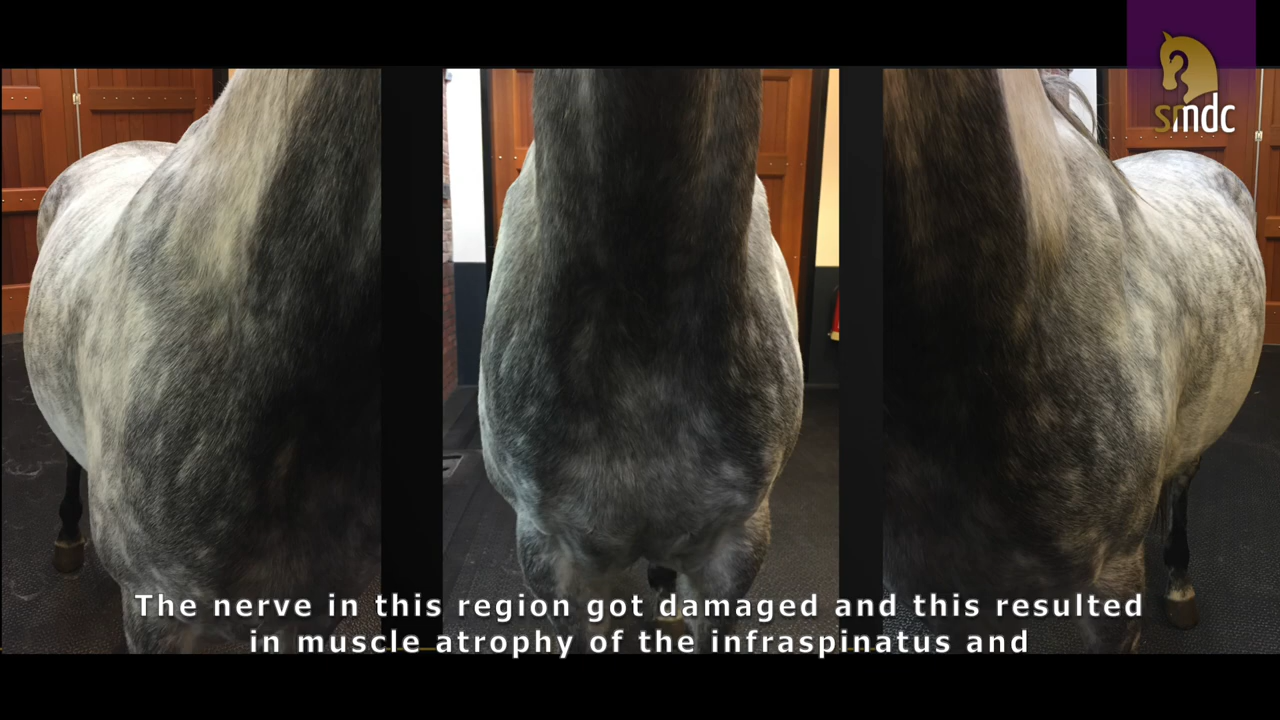 smdc
The nerve in this region got damaged and this resulted
in muscle atrophy of the infraspinatus and